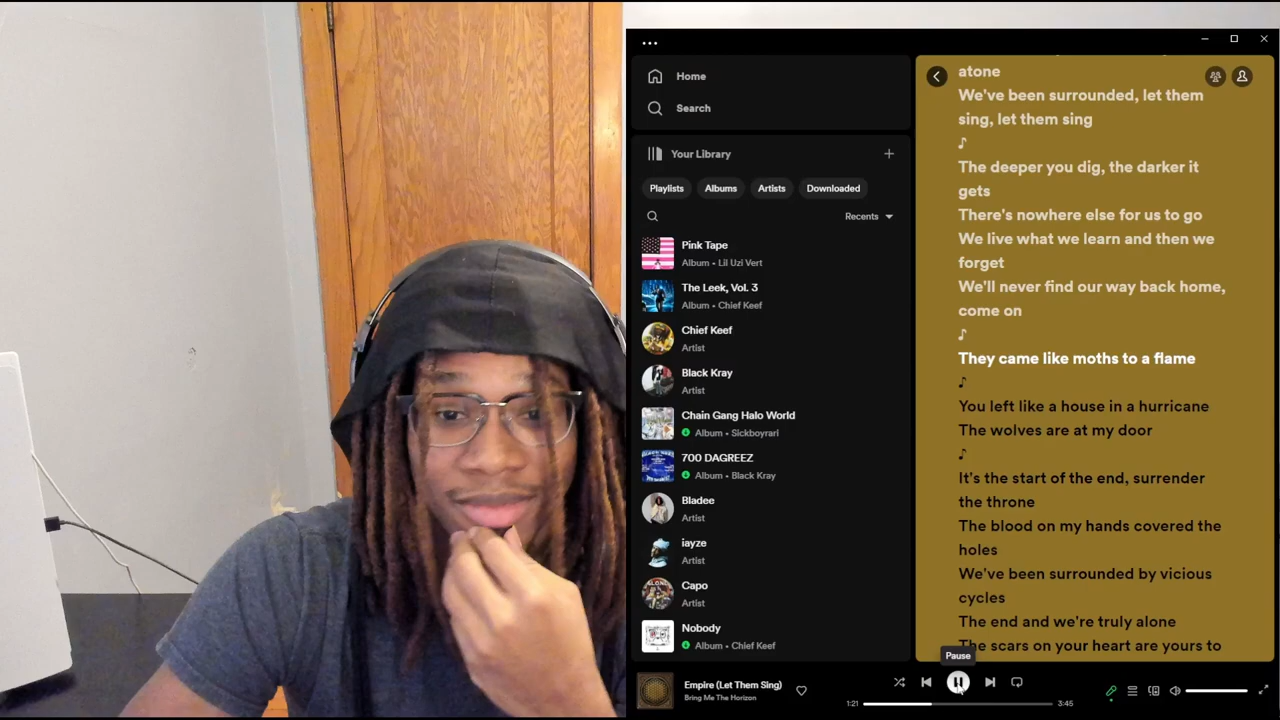 Home
Search
Your Library
Playlists Albums Artists Downloaded
Recents
Pink Tape
Album • Lil Uzi Vert
The Leek, Vol. 3
Album • Chief Keef
Chief Keef
Artist
Black Kray
Artist
Chain Gang Halo World
Album • Sickboyrari
700 DAGREEZ
Album • Black Kray
Bladee
Artist
iayze
Artist
Capo
Artist
Nobody
Album • Chief Keef
atone
We've been surrounded, let them
sing, let them sing
♪
The deeper you dig, the darker it
gets
There's nowhere else for us to go
We live what we learn and then we
forget
We'll never find our way back home,
come on
♪
They came like moths to a flame
♪
You left like a house in a hurricane
The wolves are at my door
♪
It's the start of the end, surrender
the throne
The blood on my hands covered the
holes
We've been surrounded by vicious
cycles
The end and we're truly alone
The scars on your heart are yours to
Pause
Empire (Let Them Sing)
Bring Me The Horizon
1:21 3:45